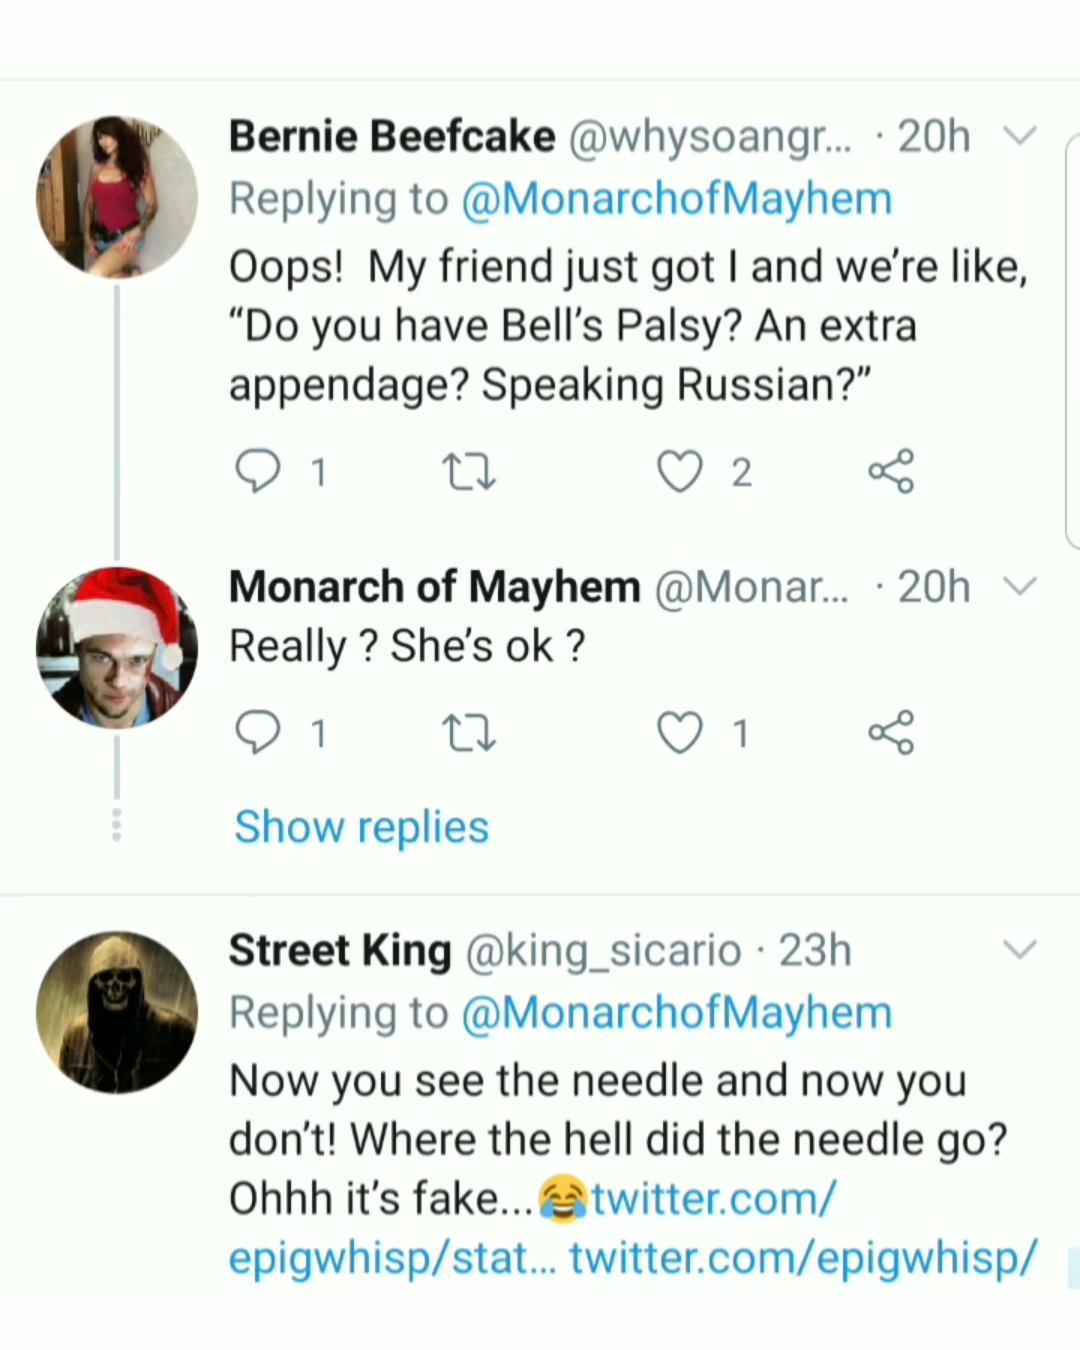 Bernie Beefcake @whysoangr... · 20h
Replying to @MonarchofMayhem
Oops!  My friend just got I and we’re like,
“Do you have Bell’s Palsy? An extra
appendage? Speaking Russian?”
1 2
Monarch of Mayhem @Monar... · 20h
Really ? She’s ok ?
1 1
Show replies
Street King @king_sicario · 23h
Replying to @MonarchofMayhem
Now you see the needle and now you
don’t! Where the hell did the needle go?
Ohhh it’s fake...😂twitter.com/
epigwhisp/stat... twitter.com/epigwhisp/